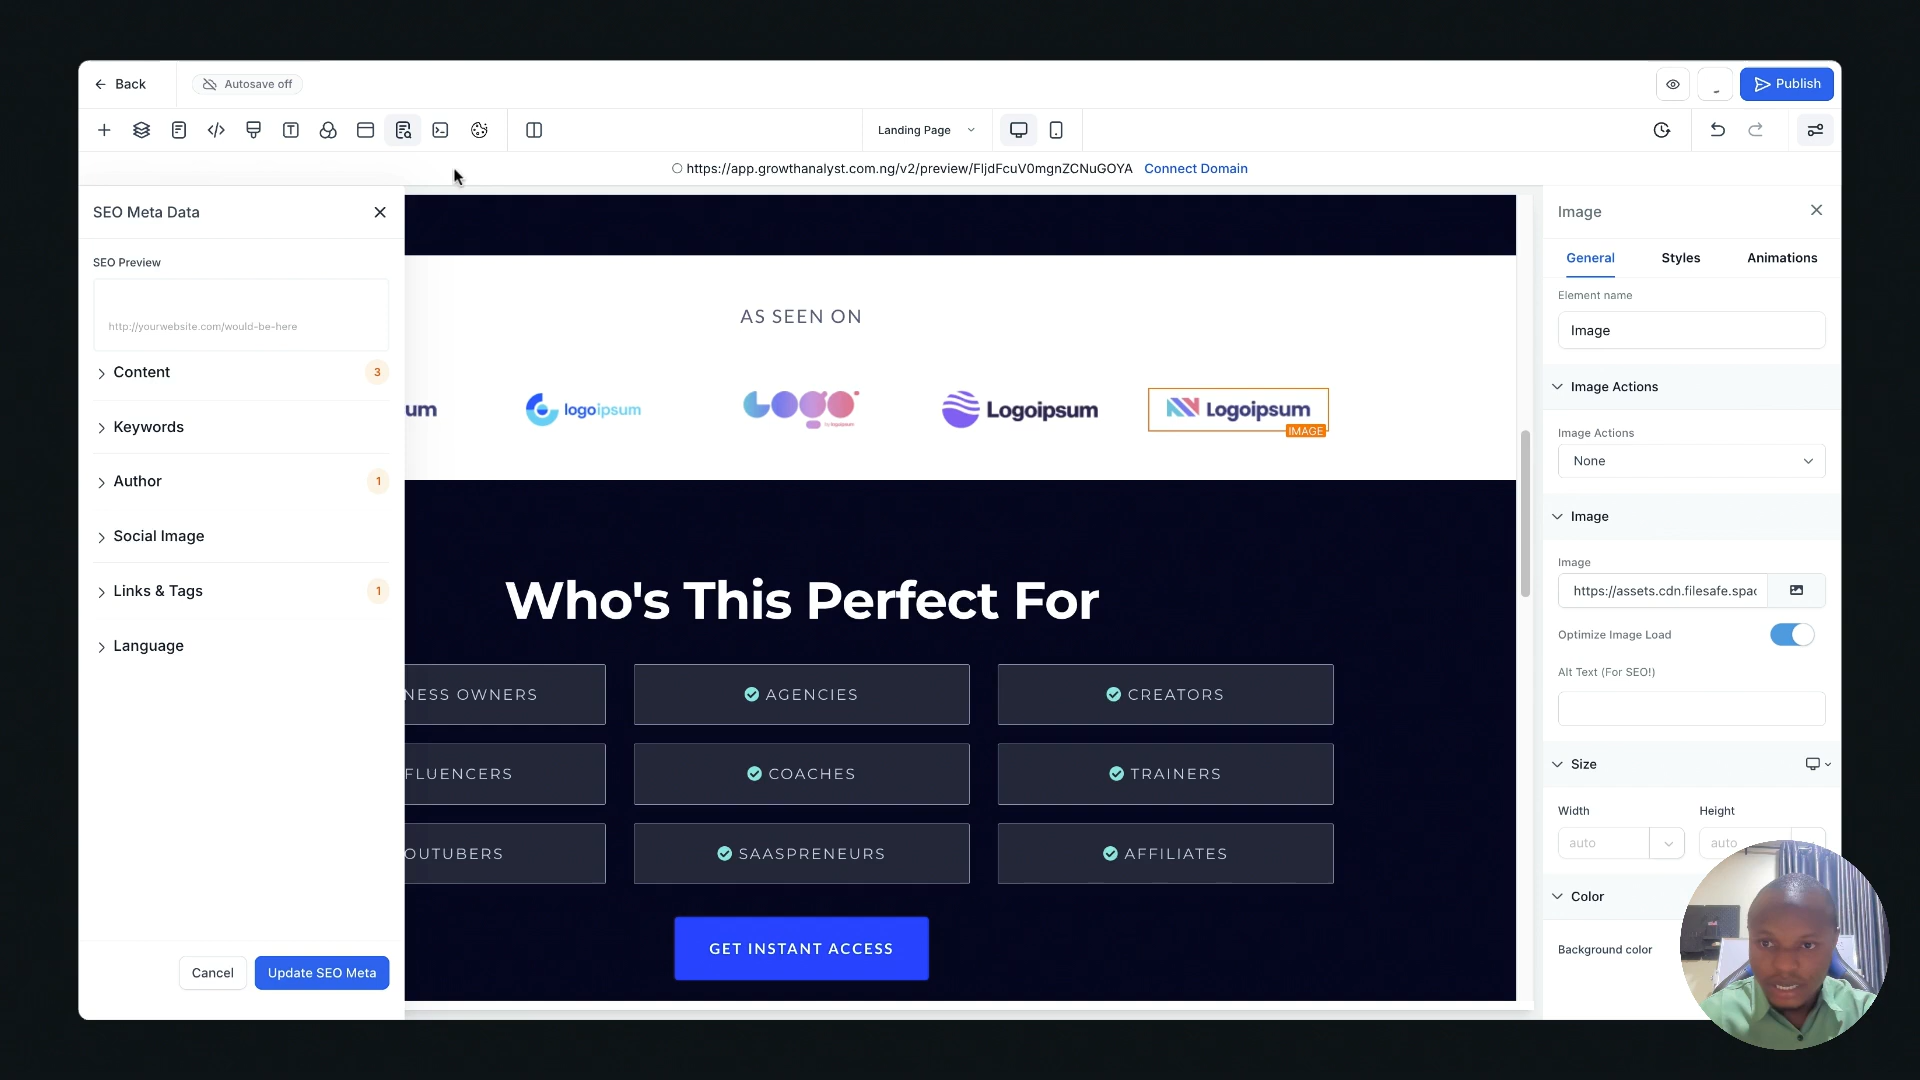 Back
Autosave off
Publish
Landing Page
https://app.growthanalyst.com.ng/v2/preview/FljdFcuV0mgnZCNuGOYA Connect Domain
SEO Meta Data
SEO Preview
http://yourwebsite.com/would-be-here
Content 3
Keywords
Author 1
Social Image
Links & Tags 1
Language
Cancel
Update SEO Meta
AS SEEN ON
um
logoipsum
LOGO
Logoipsum
Logoipsum
IMAGE
Who's This Perfect For
NESS OWNERS
AGENCIES
CREATORS
FLUENCERS
COACHES
TRAINERS
OUTUBERS
SAASPRENEURS
AFFILIATES
GET INSTANT ACCESS
Image
General Styles Animations
Element name
Image
Image Actions
Image Actions
None
Image
Image
https://assets.cdn.filesafe.spac
Optimize Image Load
Alt Text (For SEO!)
Size
Width Height
auto auto
Color
Background color